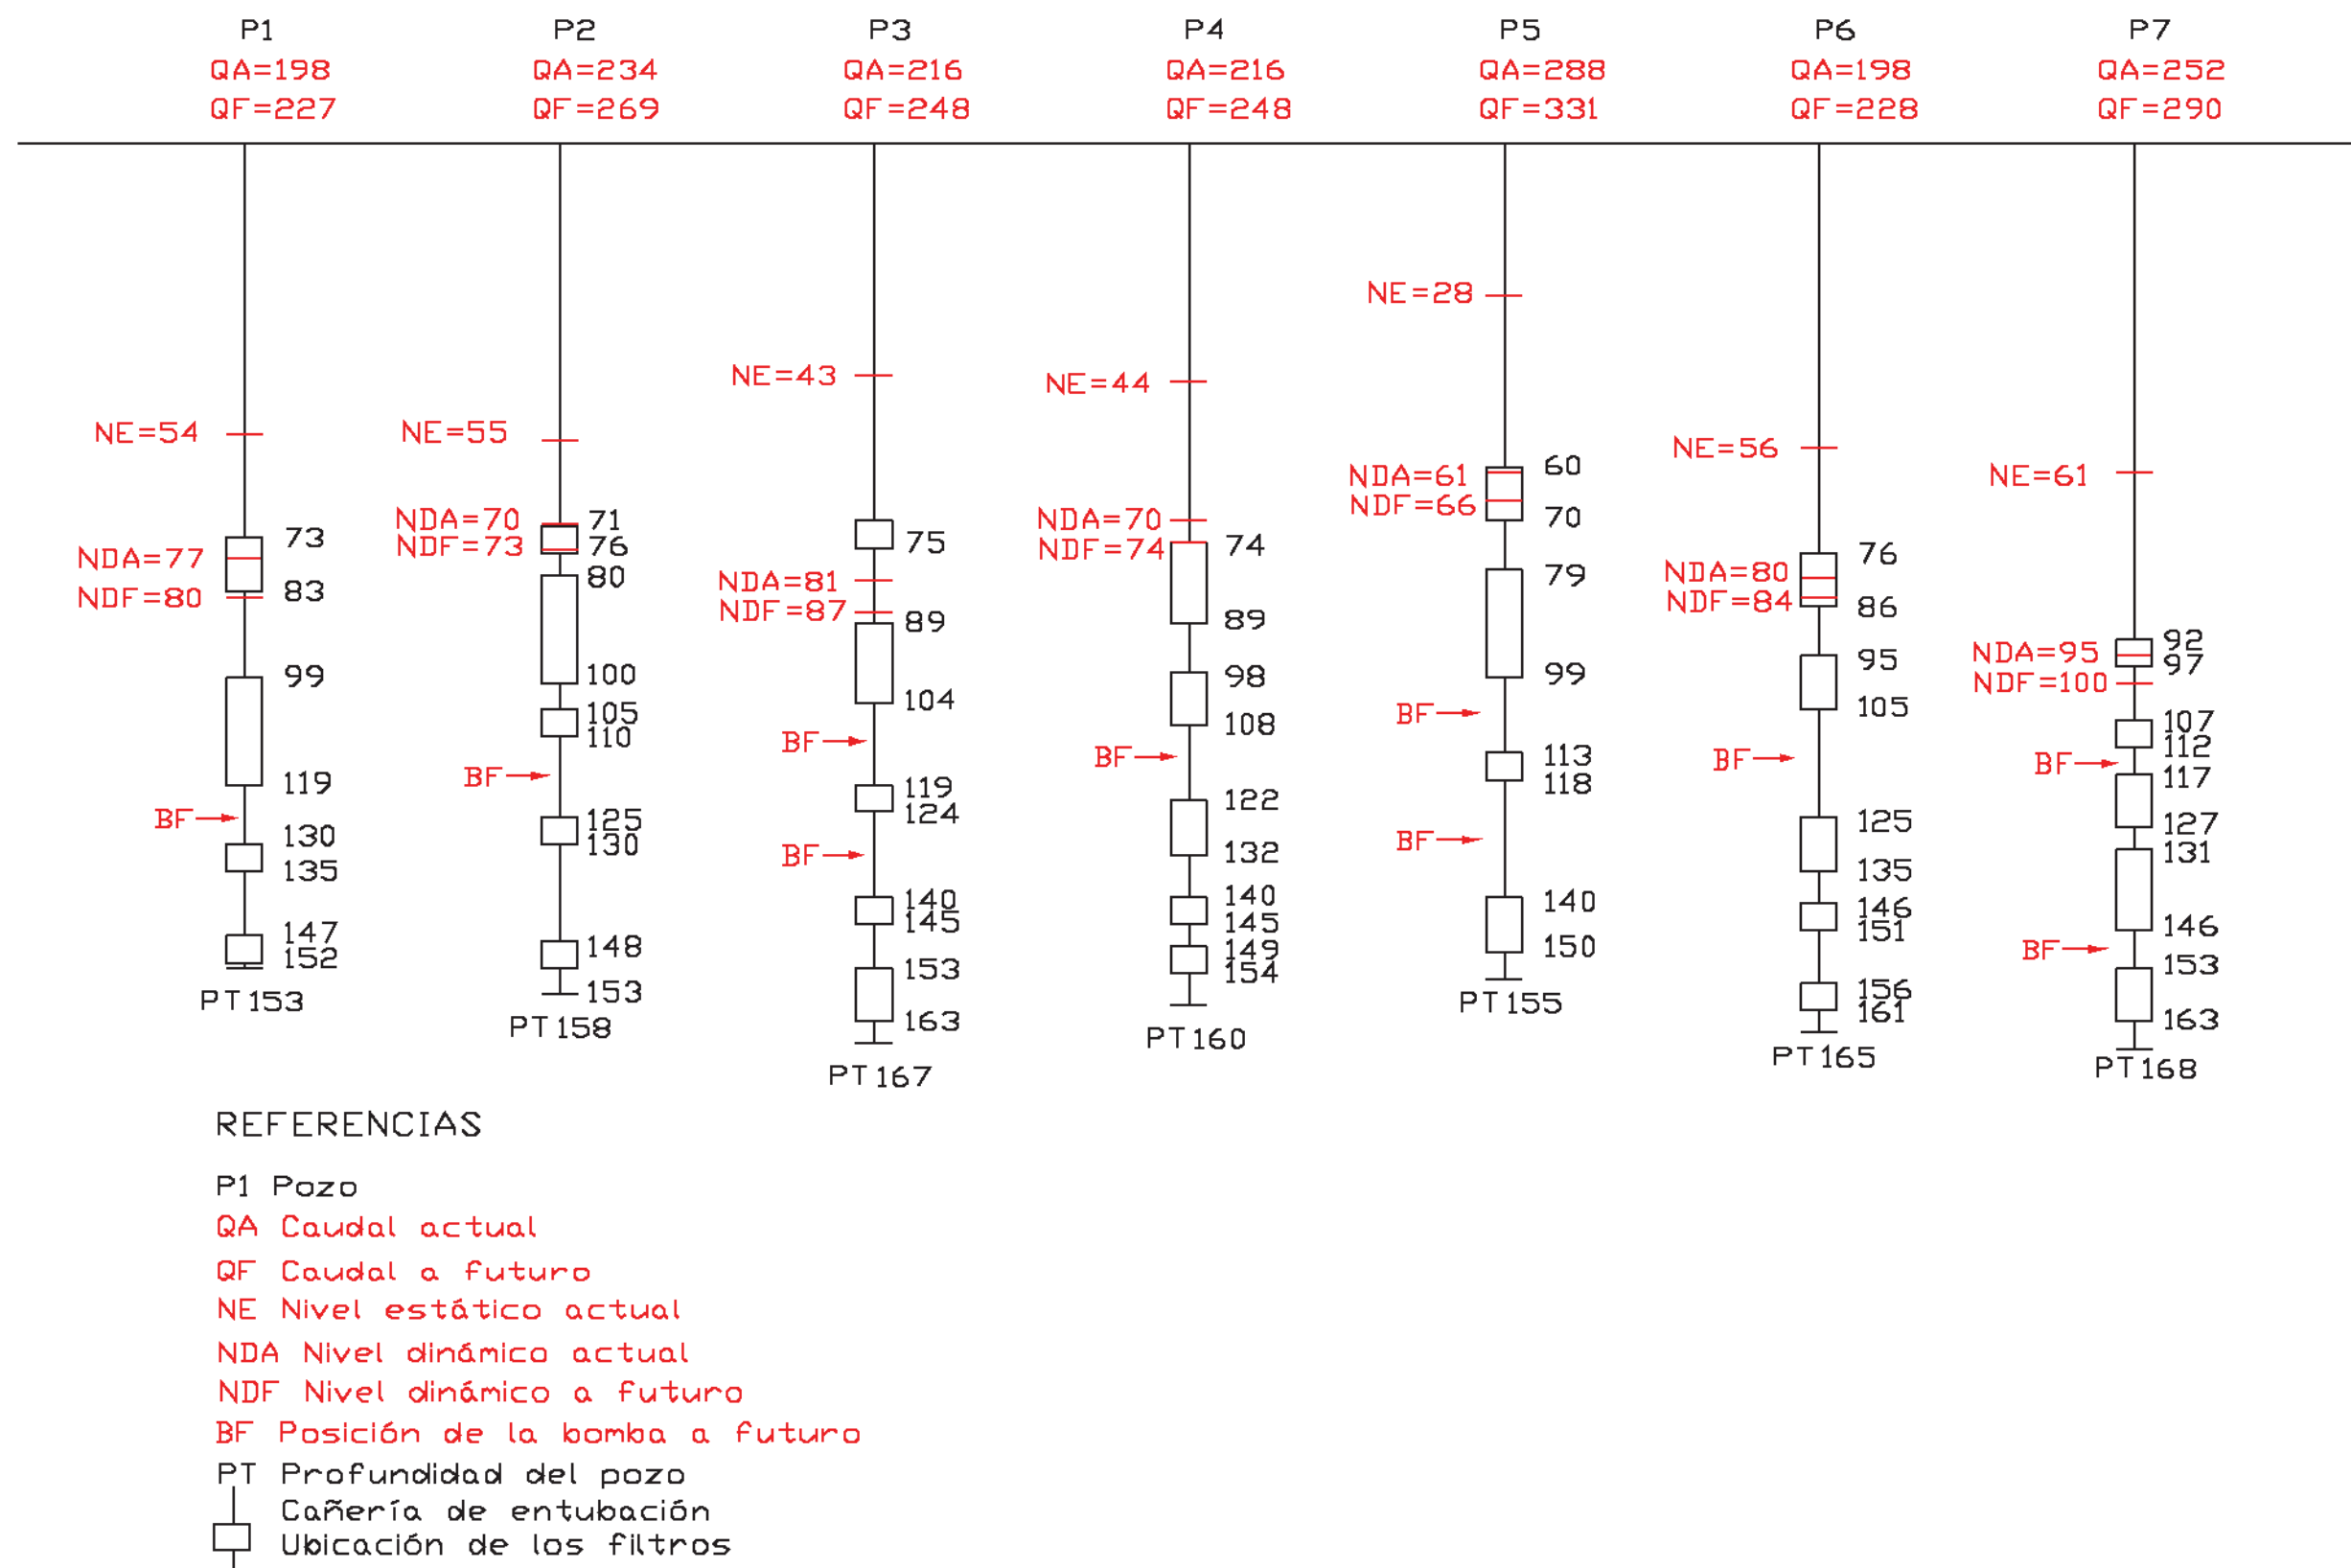 P1
QA=198
QF=227
P2
QA=234
QF=269
P3
QA=216
QF=248
P4
QA=216
QF=248
P5
QA=288
QF=331
P6
QA=198
QF=228
P7
QA=252
QF=290
NE=54
73
NDA=77
83
NDF=80
99
119
BF
130
135
147
152
PT153
NE=55
NDA=70
71
NDF=73
76
80
100
105
110
BF
125
130
148
153
PT158
NE=43
75
NDA=81
NDF=87
89
104
BF
119
124
BF
140
145
153
163
PT167
NE=44
NDA=70
NDF=74
74
89
98
108
BF
122
132
140
145
149
154
PT160
NE=28
60
NDA=61
NDF=66
70
79
99
BF
113
118
BF
140
150
PT155
NE=56
76
NDA=80
NDF=84
86
95
105
BF
125
135
146
151
156
161
PT165
NE=61
92
NDA=95
97
NDF=100
107
112
BF
117
127
131
146
BF
153
163
PT168
REFERENCIAS
P1 Pozo
QA Caudal actual
QF Caudal a futuro
NE Nivel estático actual
NDA Nivel dinámico actual
NDF Nivel dinámico a futuro
BF Posición de la bomba a futuro
PT Profundidad del pozo
Cañería de entubación
Ubicación de los filtros